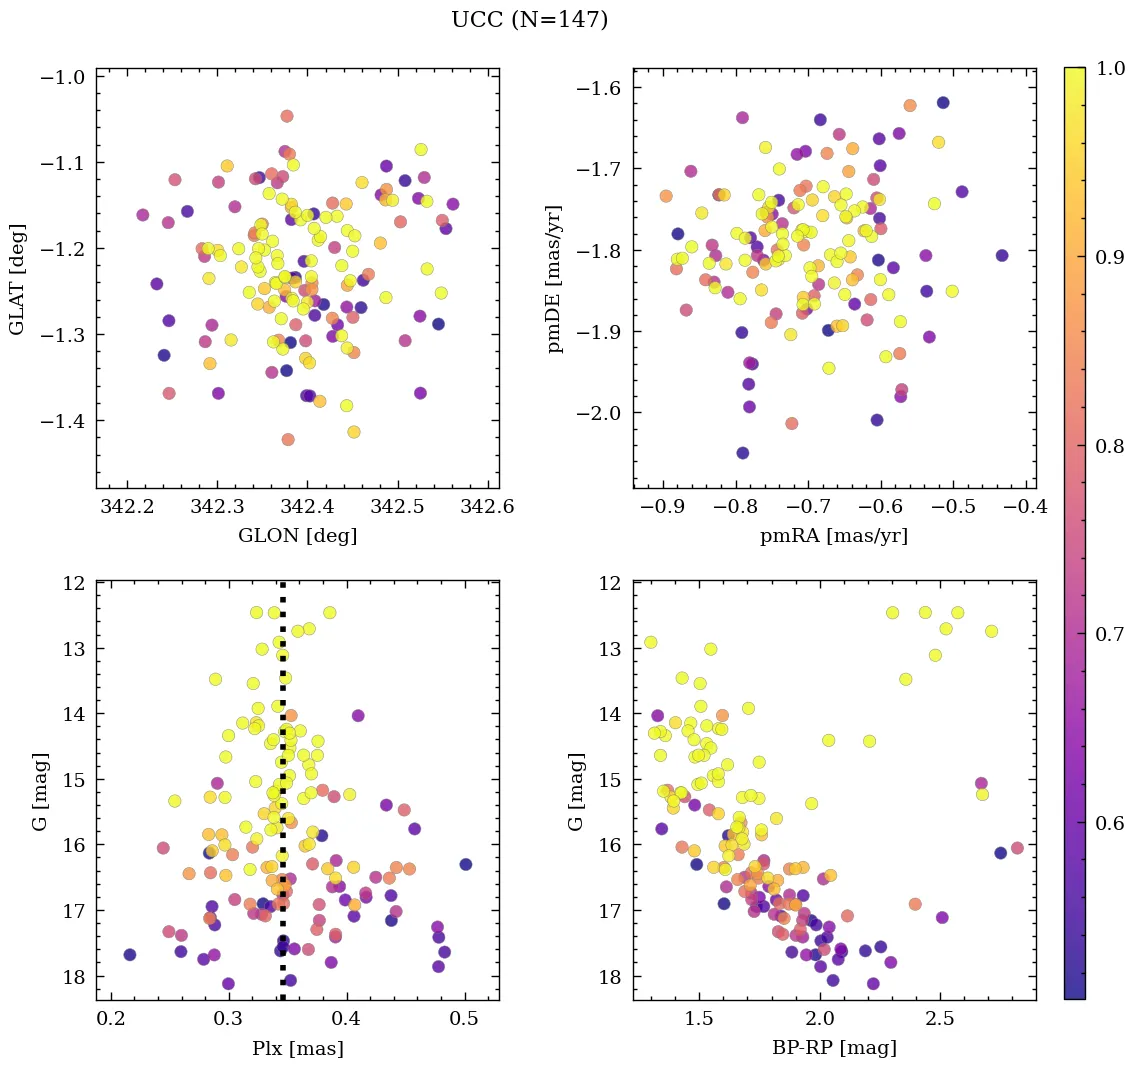 UCC (N=147)
−1.0
−1.1
−1.2
−1.3
−1.4
GLAT [deg]
342.2 342.3 342.4 342.5 342.6
GLON [deg]
−1.6
−1.7
−1.8
−1.9
−2.0
pmDE [mas/yr]
−0.9 −0.8 −0.7 −0.6 −0.5 −0.4
pmRA [mas/yr]
12
13
14
15
16
17
18
G [mag]
0.2 0.3 0.4 0.5
Plx [mas]
12
13
14
15
16
17
18
G [mag]
1.5 2.0 2.5
BP-RP [mag]
1.0
0.9
0.8
0.7
0.6